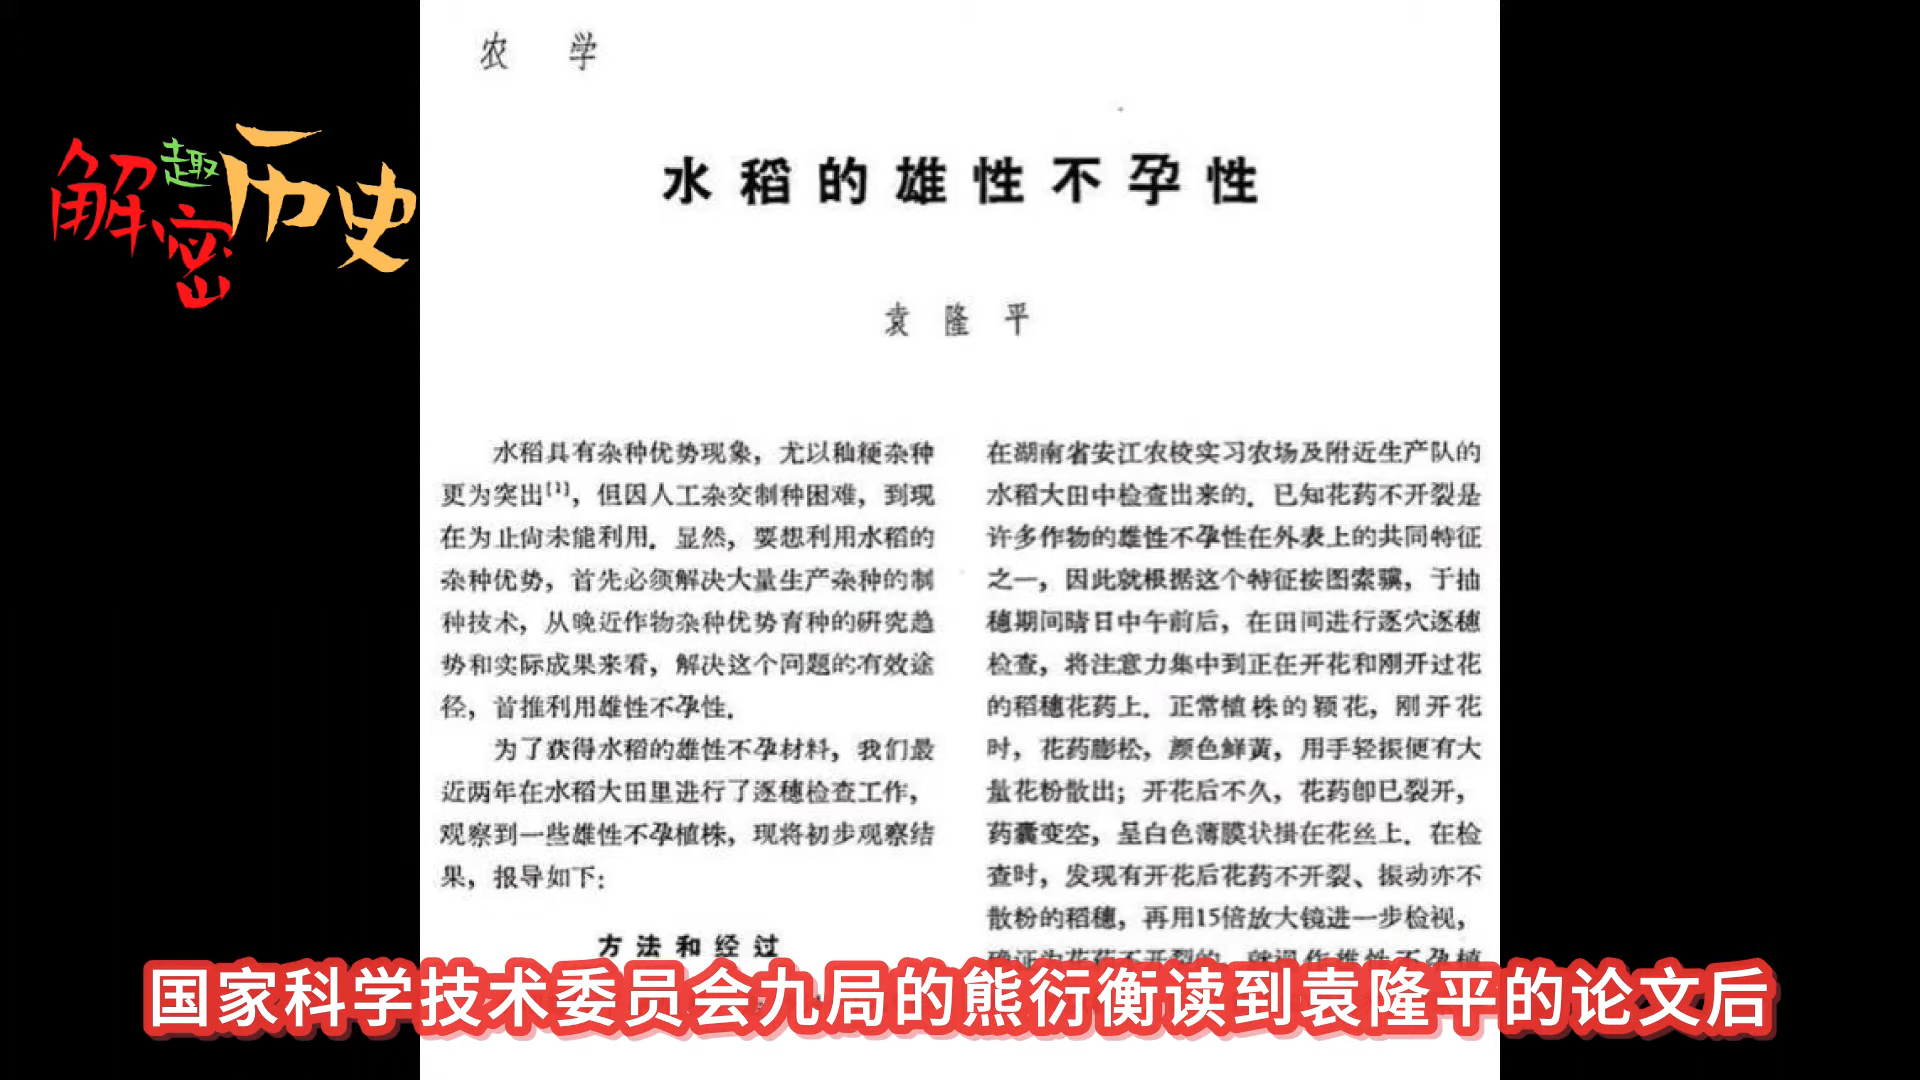 解密趣历史
农 学
水稻的雄性不孕性
袁隆平
水稻具有杂种优势现象，尤以籼粳杂种
更为突出[1]，但因人工杂交制种困难，到现
在为止尚未能利用．显然，要想利用水稻的
杂种优势，首先必须解决大量生产杂种的制
种技术，从晚近作物杂种优势育种的研究趋
势和实际成果来看，解决这个问题的有效途
径，首推利用雄性不孕性．
为了获得水稻的雄性不孕材料，我们最
近两年在水稻大田里进行了逐穗检查工作，
观察到一些雄性不孕植株，现将初步观察结
果，报导如下：
方法和经过
在湖南省安江农校实习农场及附近生产队的
水稻大田中检查出来的．已知花药不开裂是
许多作物的雄性不孕性在外表上的共同特征
之一，因此就根据这个特征按图索骥，于抽
穗期间晴日中午前后，在田间进行逐穴逐穗
检查，将注意力集中到正在开花和刚开过花
的稻穗花药上．正常植株的颖花，刚开花
时，花药膨松，颜色鲜黄，用手轻振便有大
量花粉散出；开花后不久，花药卽已裂开，
药囊变空，呈白色薄膜状掛在花丝上．在检
查时，发现有开花后花药不开裂、振动亦不
散粉的稻穗，再用15倍放大镜进一步检视，
国家科学技术委员会九局的熊衍衡读到袁隆平的论文后